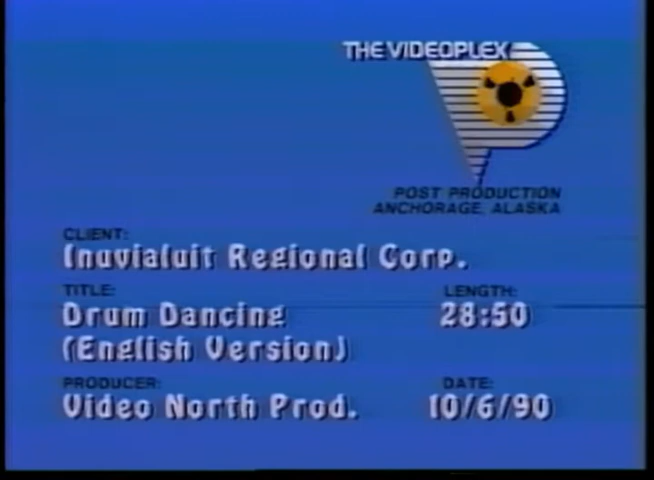 THE VIDEOPLEX
POST PRODUCTION
ANCHORAGE, ALASKA
CLIENT:
Inuvialuit Regional Corp.
TITLE: LENGTH:
Drum Dancing 28:50
(English Version)
PRODUCER: DATE:
Video North Prod. 10/6/90